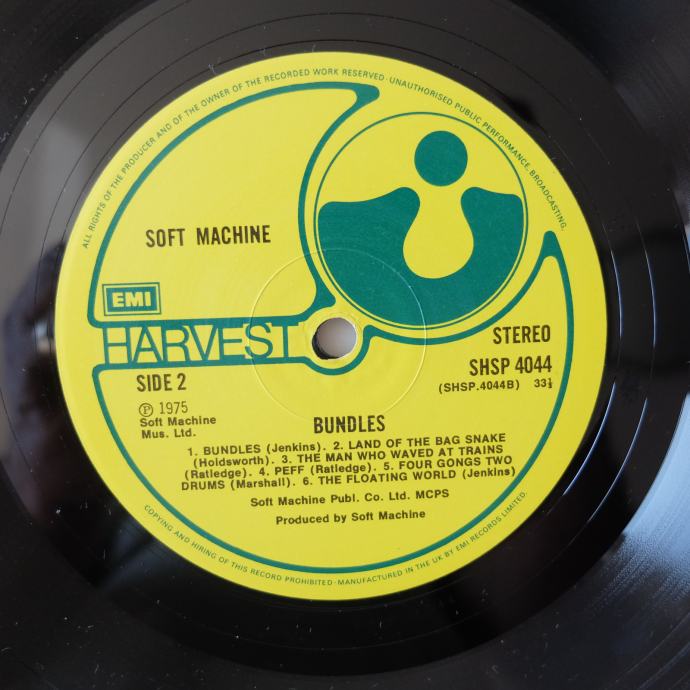 ALL RIGHTS OF THE PRODUCER AND OF THE OWNER OF THE RECORDED WORK RESERVED · UNAUTHORISED PUBLIC PERFORMANCE, BROADCASTING,
SOFT MACHINE
EMI
HARVEST
STEREO
SHSP 4044
(SHSP.4044B) 33⅓
SIDE 2
Ⓟ 1975
Soft Machine
Mus. Ltd.
BUNDLES
1. BUNDLES (Jenkins). 2. LAND OF THE BAG SNAKE
(Holdsworth). 3. THE MAN WHO WAVED AT TRAINS
(Ratledge). 4. PEFF (Ratledge). 5. FOUR GONGS TWO
DRUMS (Marshall). 6. THE FLOATING WORLD (Jenkins)
Soft Machine Publ. Co. Ltd. MCPS
Produced by Soft Machine
COPYING AND HIRING OF THIS RECORD PROHIBITED · MANUFACTURED IN THE UK BY EMI RECORDS LIMITED.